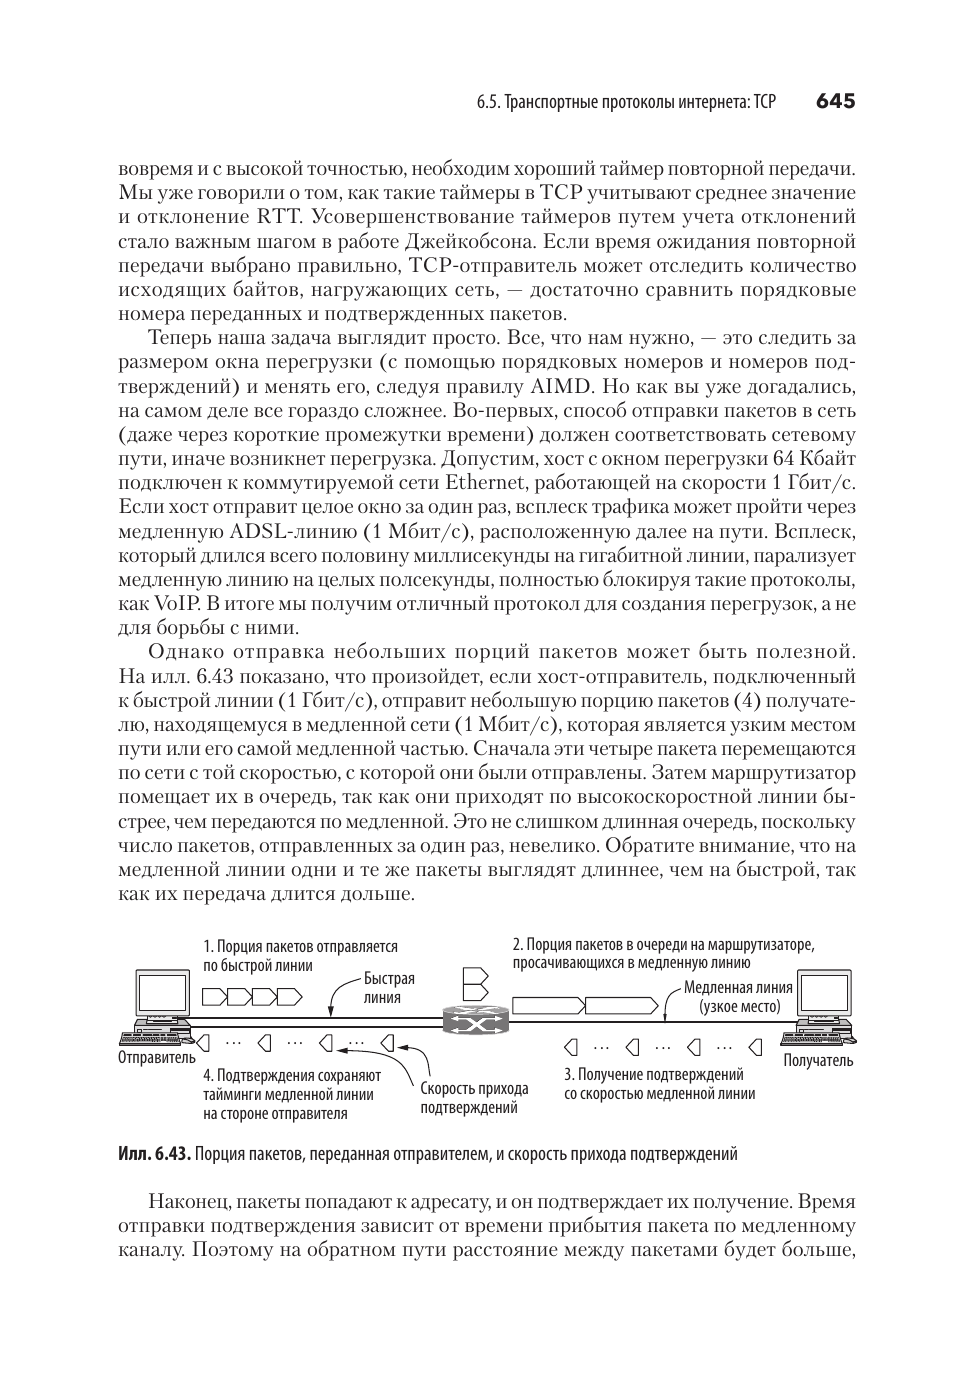 6.5. Транспортные протоколы интернета: TCP 645
вовремя и с высокой точностью, необходим хороший таймер повторной передачи.
Мы уже говорили о том, как такие таймеры в TCP учитывают среднее значение
и отклонение RTT. Усовершенствование таймеров путем учета отклонений
стало важным шагом в работе Джейкобсона. Если время ожидания повторной
передачи выбрано правильно, TCP-отправитель может отследить количество
исходящих байтов, нагружающих сеть, — достаточно сравнить порядковые
номера переданных и подтвержденных пакетов.
Теперь наша задача выглядит просто. Все, что нам нужно, — это следить за
размером окна перегрузки (с помощью порядковых номеров и номеров под-
тверждений) и менять его, следуя правилу AIMD. Но как вы уже догадались,
на самом деле все гораздо сложнее. Во-первых, способ отправки пакетов в сеть
(даже через короткие промежутки времени) должен соответствовать сетевому
пути, иначе возникнет перегрузка. Допустим, хост с окном перегрузки 64 Кбайт
подключен к коммутируемой сети Ethernet, работающей на скорости 1 Гбит/с.
Если хост отправит целое окно за один раз, всплеск трафика может пройти через
медленную ADSL-линию (1 Мбит/с), расположенную далее на пути. Всплеск,
который длился всего половину миллисекунды на гигабитной линии, парализует
медленную линию на целых полсекунды, полностью блокируя такие протоколы,
как VoIP. В итоге мы получим отличный протокол для создания перегрузок, а не
для борьбы с ними.
Однако отправка небольших порций пакетов может быть полезной.
На илл. 6.43 показано, что произойдет, если хост-отправитель, подключенный
к быстрой линии (1 Гбит/с), отправит небольшую порцию пакетов (4) получате-
лю, находящемуся в медленной сети (1 Мбит/с), которая является узким местом
пути или его самой медленной частью. Сначала эти четыре пакета перемещаются
по сети с той скоростью, с которой они были отправлены. Затем маршрутизатор
помещает их в очередь, так как они приходят по высокоскоростной линии бы-
стрее, чем передаются по медленной. Это не слишком длинная очередь, поскольку
число пакетов, отправленных за один раз, невелико. Обратите внимание, что на
медленной линии одни и те же пакеты выглядят длиннее, чем на быстрой, так
как их передача длится дольше.
1. Порция пакетов отправляется
по быстрой линии
Быстрая
линия
2. Порция пакетов в очереди на маршрутизаторе,
просачивающихся в медленную линию
Медленная линия
(узкое место)
Отправитель
... ... ...
... ... ...
Получатель
4. Подтверждения сохраняют
тайминги медленной линии
на стороне отправителя
Скорость прихода
подтверждений
3. Получение подтверждений
со скоростью медленной линии
Илл. 6.43. Порция пакетов, переданная отправителем, и скорость прихода подтверждений
Наконец, пакеты попадают к адресату, и он подтверждает их получение. Время
отправки подтверждения зависит от времени прибытия пакета по медленному
каналу. Поэтому на обратном пути расстояние между пакетами будет больше,